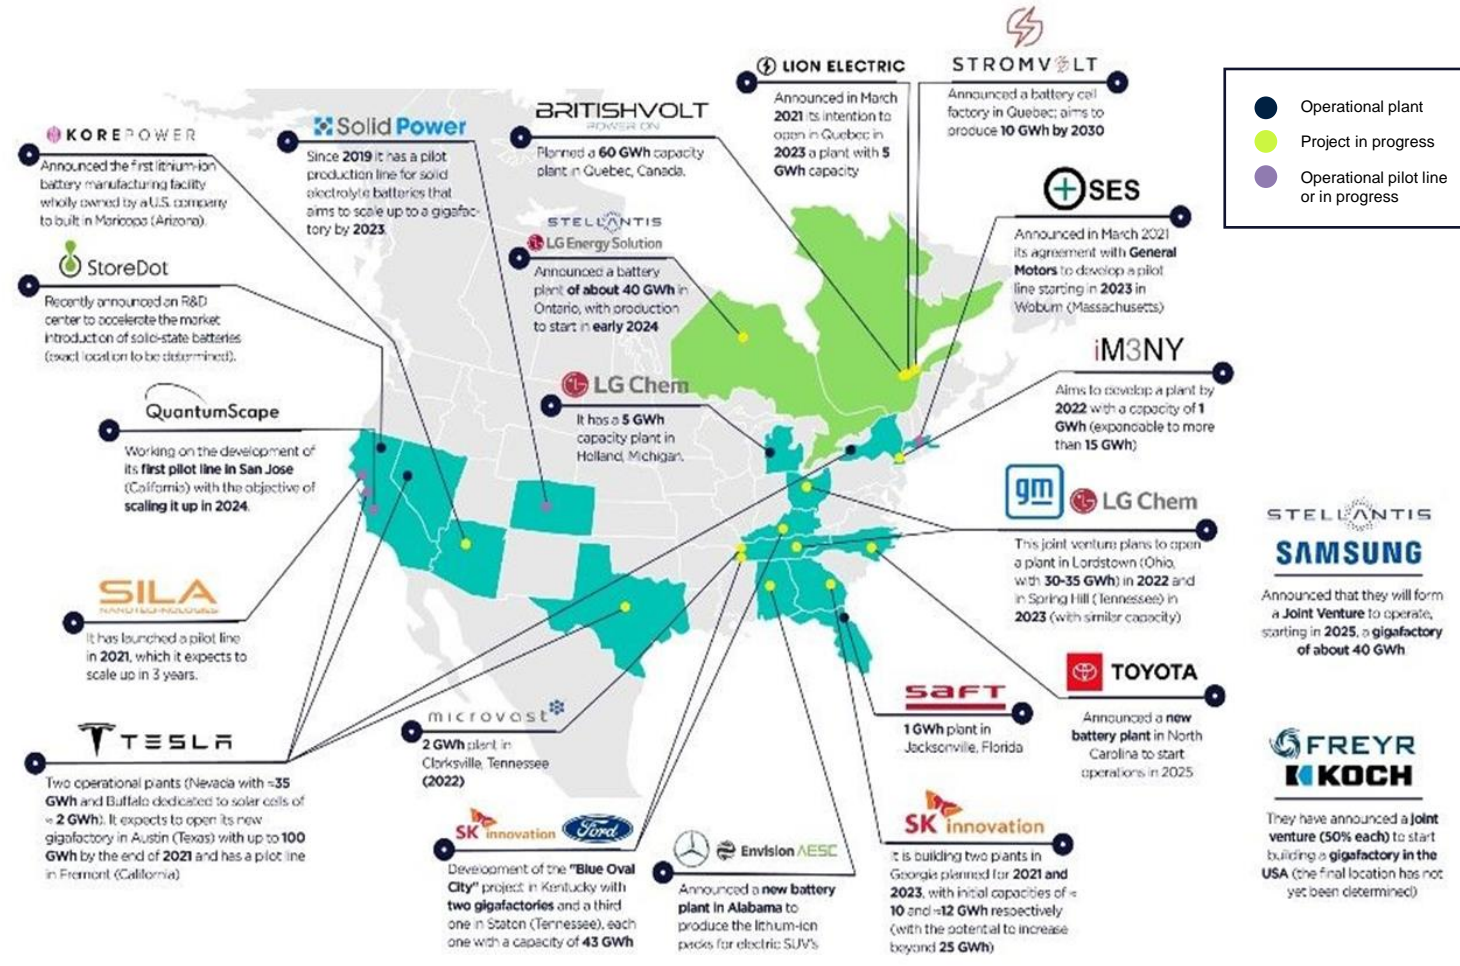 KOREPOWER
Announced the first lithium-ion
battery manufacturing facility
wholly owned by a U.S. company
to built in Maricopa (Arizona).
StoreDot
Recently announced an R&D
center to accelerate the market
introduction of solid-state batteries
(exact location to be determined).
QuantumScape
Working on the development of
its first pilot line in San Jose
(California) with the objective of
scaling it up in 2024.
SILA
NANOTECHNOLOGIES
It has launched a pilot line
in 2021, which it expects to
scale up in 3 years.
TESLA
Two operational plants (Nevada with ≈35
GWh and Buffalo dedicated to solar cells of
≈ 2 GWh). It expects to open its new
gigafactory in Austin (Texas) with up to 100
GWh by the end of 2021 and has a pilot line
in Fremont (California)
Solid Power
Since 2019 it has a pilot
production line for solid
electrolyte batteries that
aims to scale up to a gigafac-
tory by 2023.
BRITISHVOLT
POWER ON
Planned a 60 GWh capacity
plant in Quebec, Canada.
STELLANTIS
LG Energy Solution
Announced a battery
plant of about 40 GWh in
Ontario, with production
to start in early 2024
LG Chem
It has a 5 GWh
capacity plant in
Holland, Michigan.
LION ELECTRIC
Announced in March
2021 its intention to
open in Quebec in
2023 a plant with 5
GWh capacity
STROMVOLT
Announced a battery cell
factory in Quebec; aims to
produce 10 GWh by 2030
SES
Announced in March 2021
its agreement with General
Motors to develop a pilot
line starting in 2023 in
Woburn (Massachusetts)
iM3NY
Aims to develop a plant by
2022 with a capacity of 1
GWh (expandable to more
than 15 GWh)
gm LG Chem
This joint venture plans to open
a plant in Lordstown (Ohio,
with 30-35 GWh) in 2022 and
in Spring Hill (Tennessee) in
2023 (with similar capacity)
TOYOTA
Announced a new
battery plant in North
Carolina to start
operations in 2025
saft
1 GWh plant in
Jacksonville, Florida
microvast
2 GWh plant in
Clarksville, Tennessee
(2022)
SK innovation Ford
Development of the "Blue Oval
City" project in Kentucky with
two gigafactories and a third
one in Staton (Tennessee), each
one with a capacity of 43 GWh
Envision AESC
Announced a new battery
plant in Alabama to
produce the lithium-ion
packs for electric SUV's
SK innovation
It is building two plants in
Georgia planned for 2021 and
2023, with initial capacities of ≈
10 and ≈12 GWh respectively
(with the potential to increase
beyond 25 GWh)
Operational plant
Project in progress
Operational pilot line
or in progress
STELLANTIS
SAMSUNG
Announced that they will form
a Joint Venture to operate,
starting in 2025, a gigafactory
of about 40 GWh
FREYR
KOCH
They have announced a joint
venture (50% each) to start
building a gigafactory in the
USA (the final location has not
yet been determined)